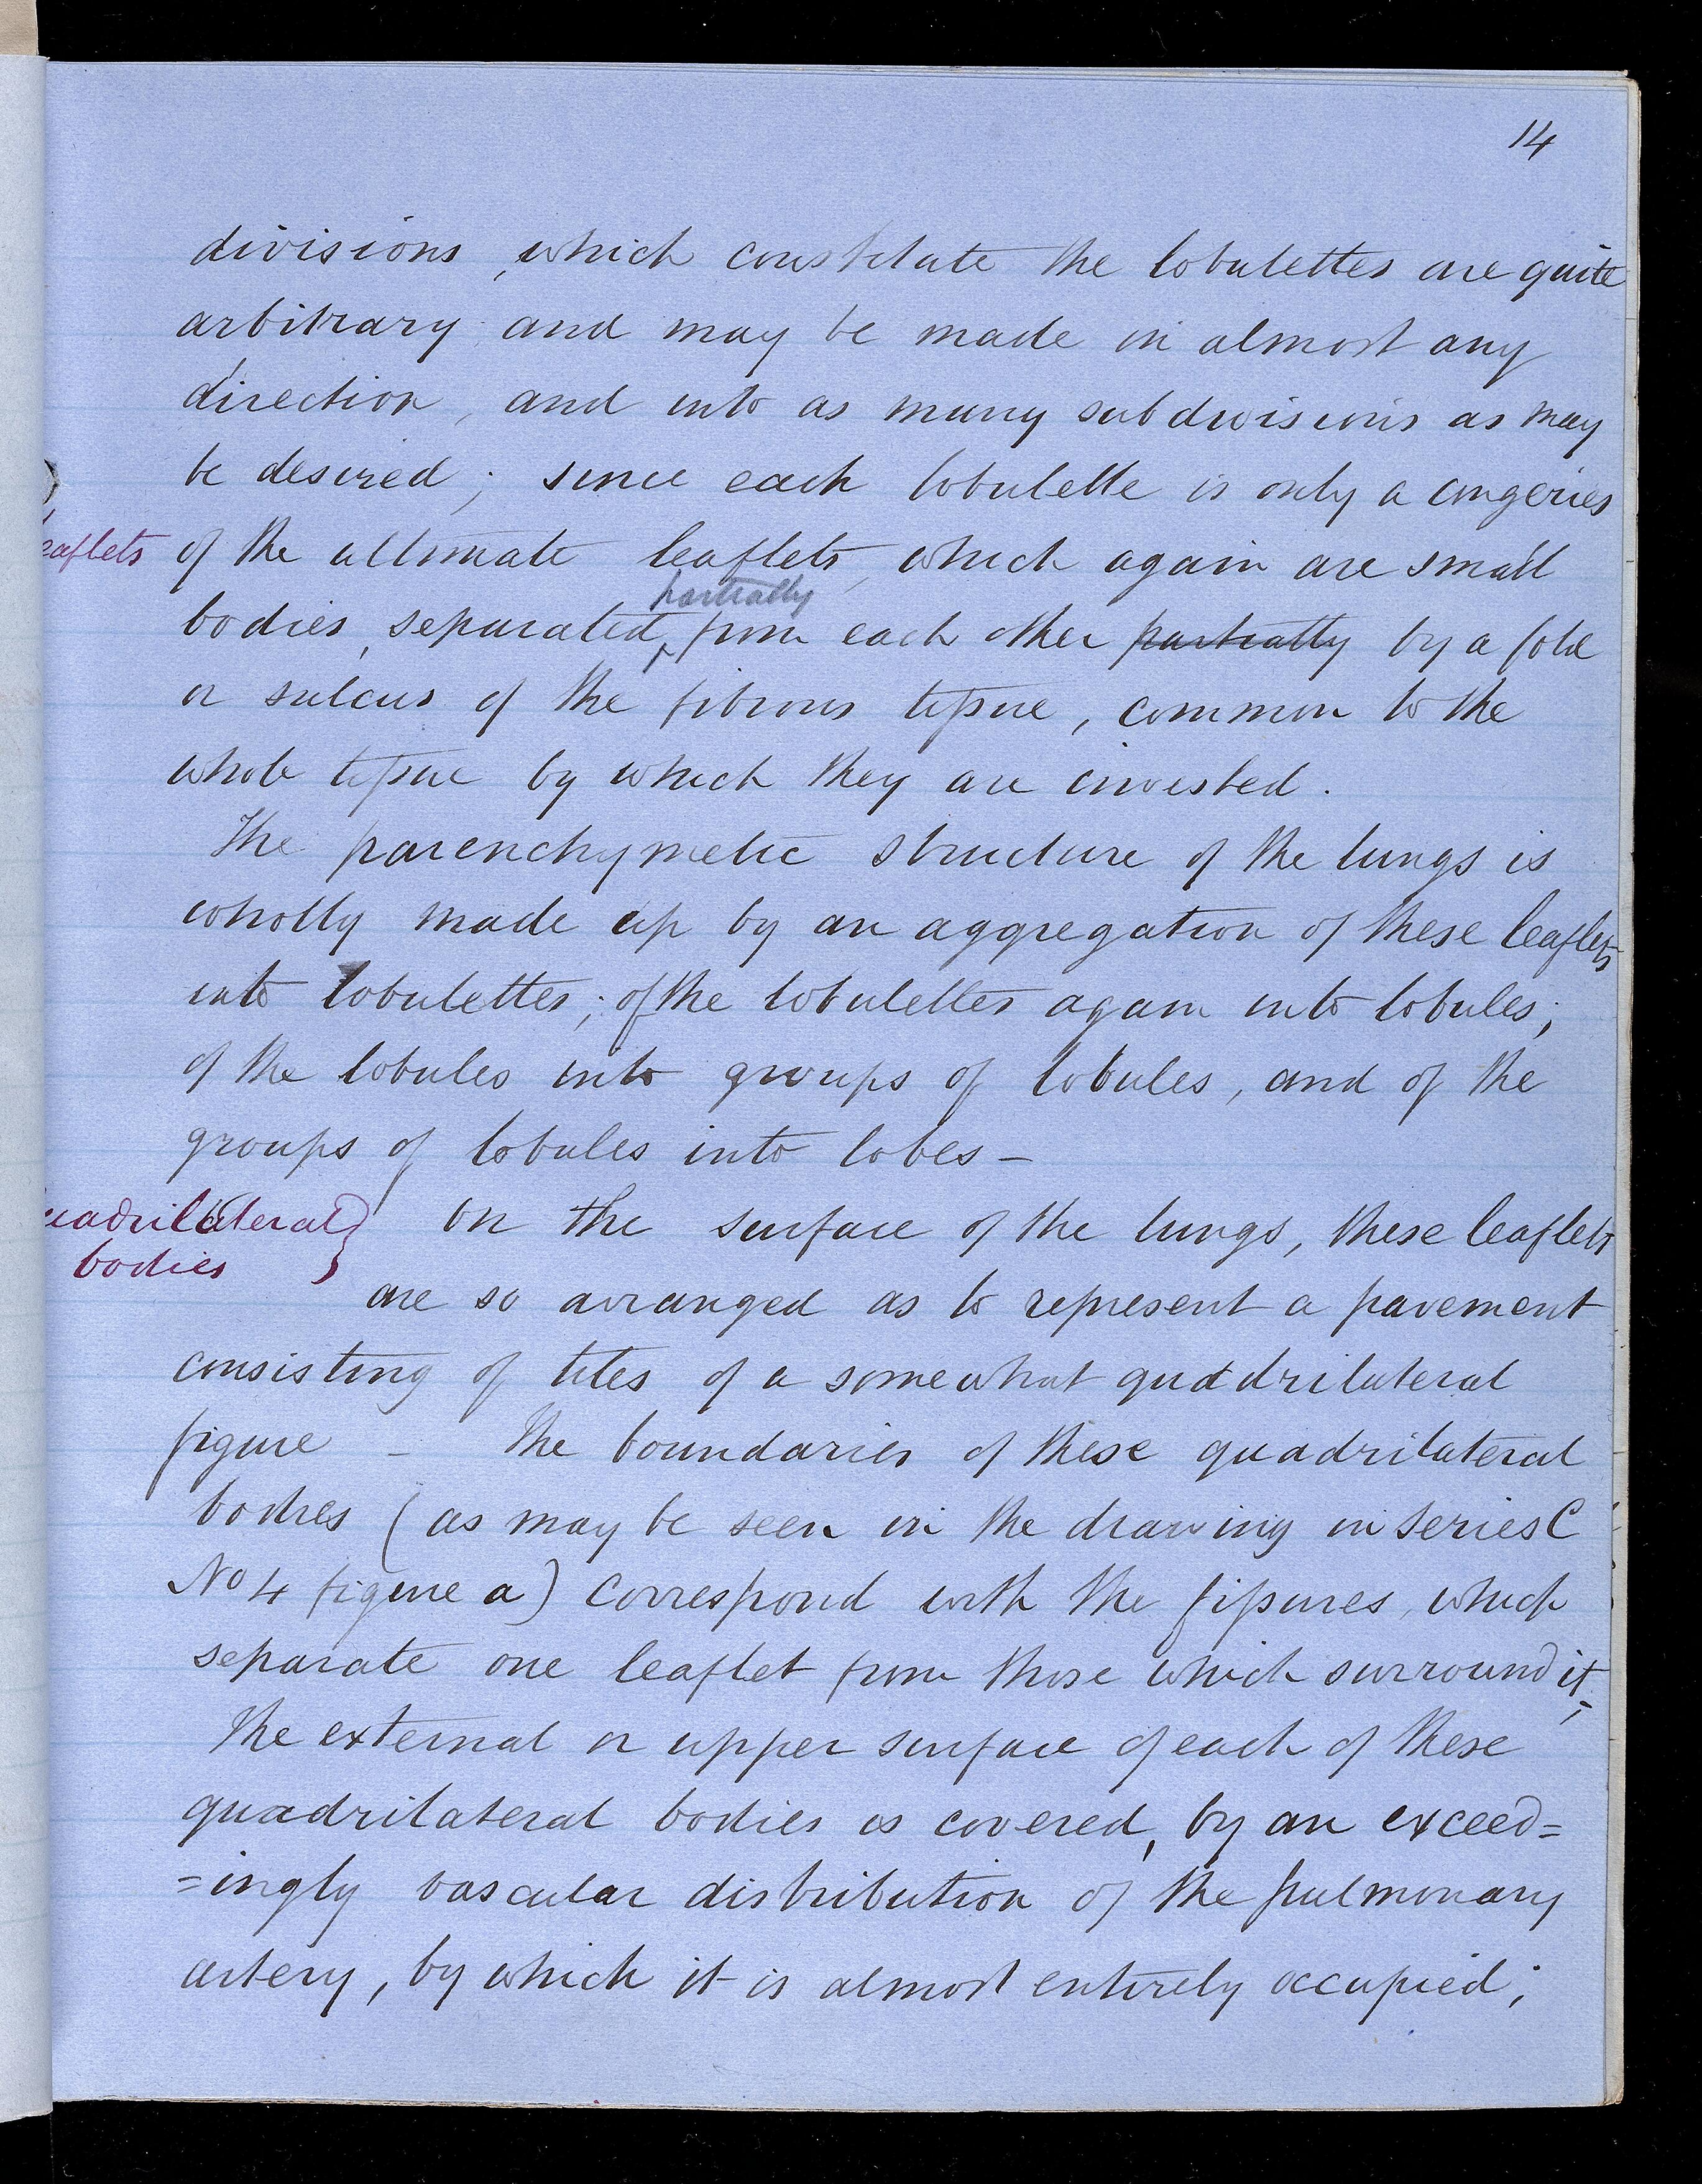 14
divisions, which constitute the lobulettes are quite
arbitrary and may be made in almost any
direction, and into as many subdivisions as may
be desired; since each lobulette is only a congeries
eaflets of the ultimate leaflets, which again are small
partially
bodies, separated, from each other partially by a fold
or sulcus of the fibrous tissue, common to the
whole tissue by which they are invested.
The parenchymetic structure of the lungs is
wholly made up by an aggregation of these leaflets
into lobulettes; of the lobulettes again into lobules;
of the lobules into groups of lobules, and of the
groups of lobules into lobes -
uadrilateral } On the surface of the lungs, these leaflets
bodies
are so arranged as to represent a pavement
consisting of tiles of a somewhat quadrilateral
figure - The boundaries of these quadrilateral
bodies (as may be seen in the drawing in Series C
No 4 figure a) correspond with the fissures, which
separate one leaflet from those which surround it,
The external or upper surface of each of these
quadrilateral bodies is covered, by an exceed=
=ingly vascular distribution of the pulmonary
artery, by which it is almost entirely occupied;